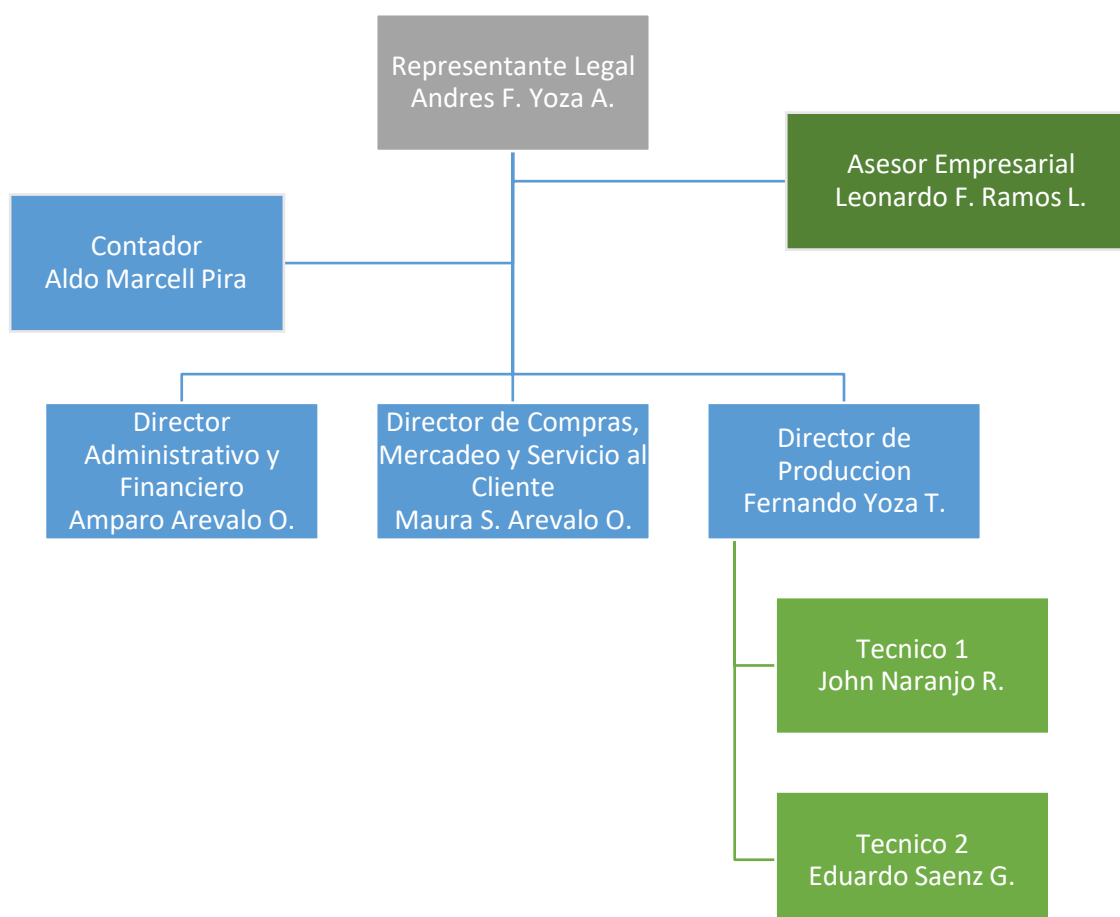 Representante Legal
Andres F. Yoza A.
Asesor Empresarial
Leonardo F. Ramos L.
Contador
Aldo Marcell Pira
Director
Administrativo y
Financiero
Amparo Arevalo O.
Director de Compras,
Mercadeo y Servicio al
Cliente
Maura S. Arevalo O.
Director de
Produccion
Fernando Yoza T.
Tecnico 1
John Naranjo R.
Tecnico 2
Eduardo Saenz G.